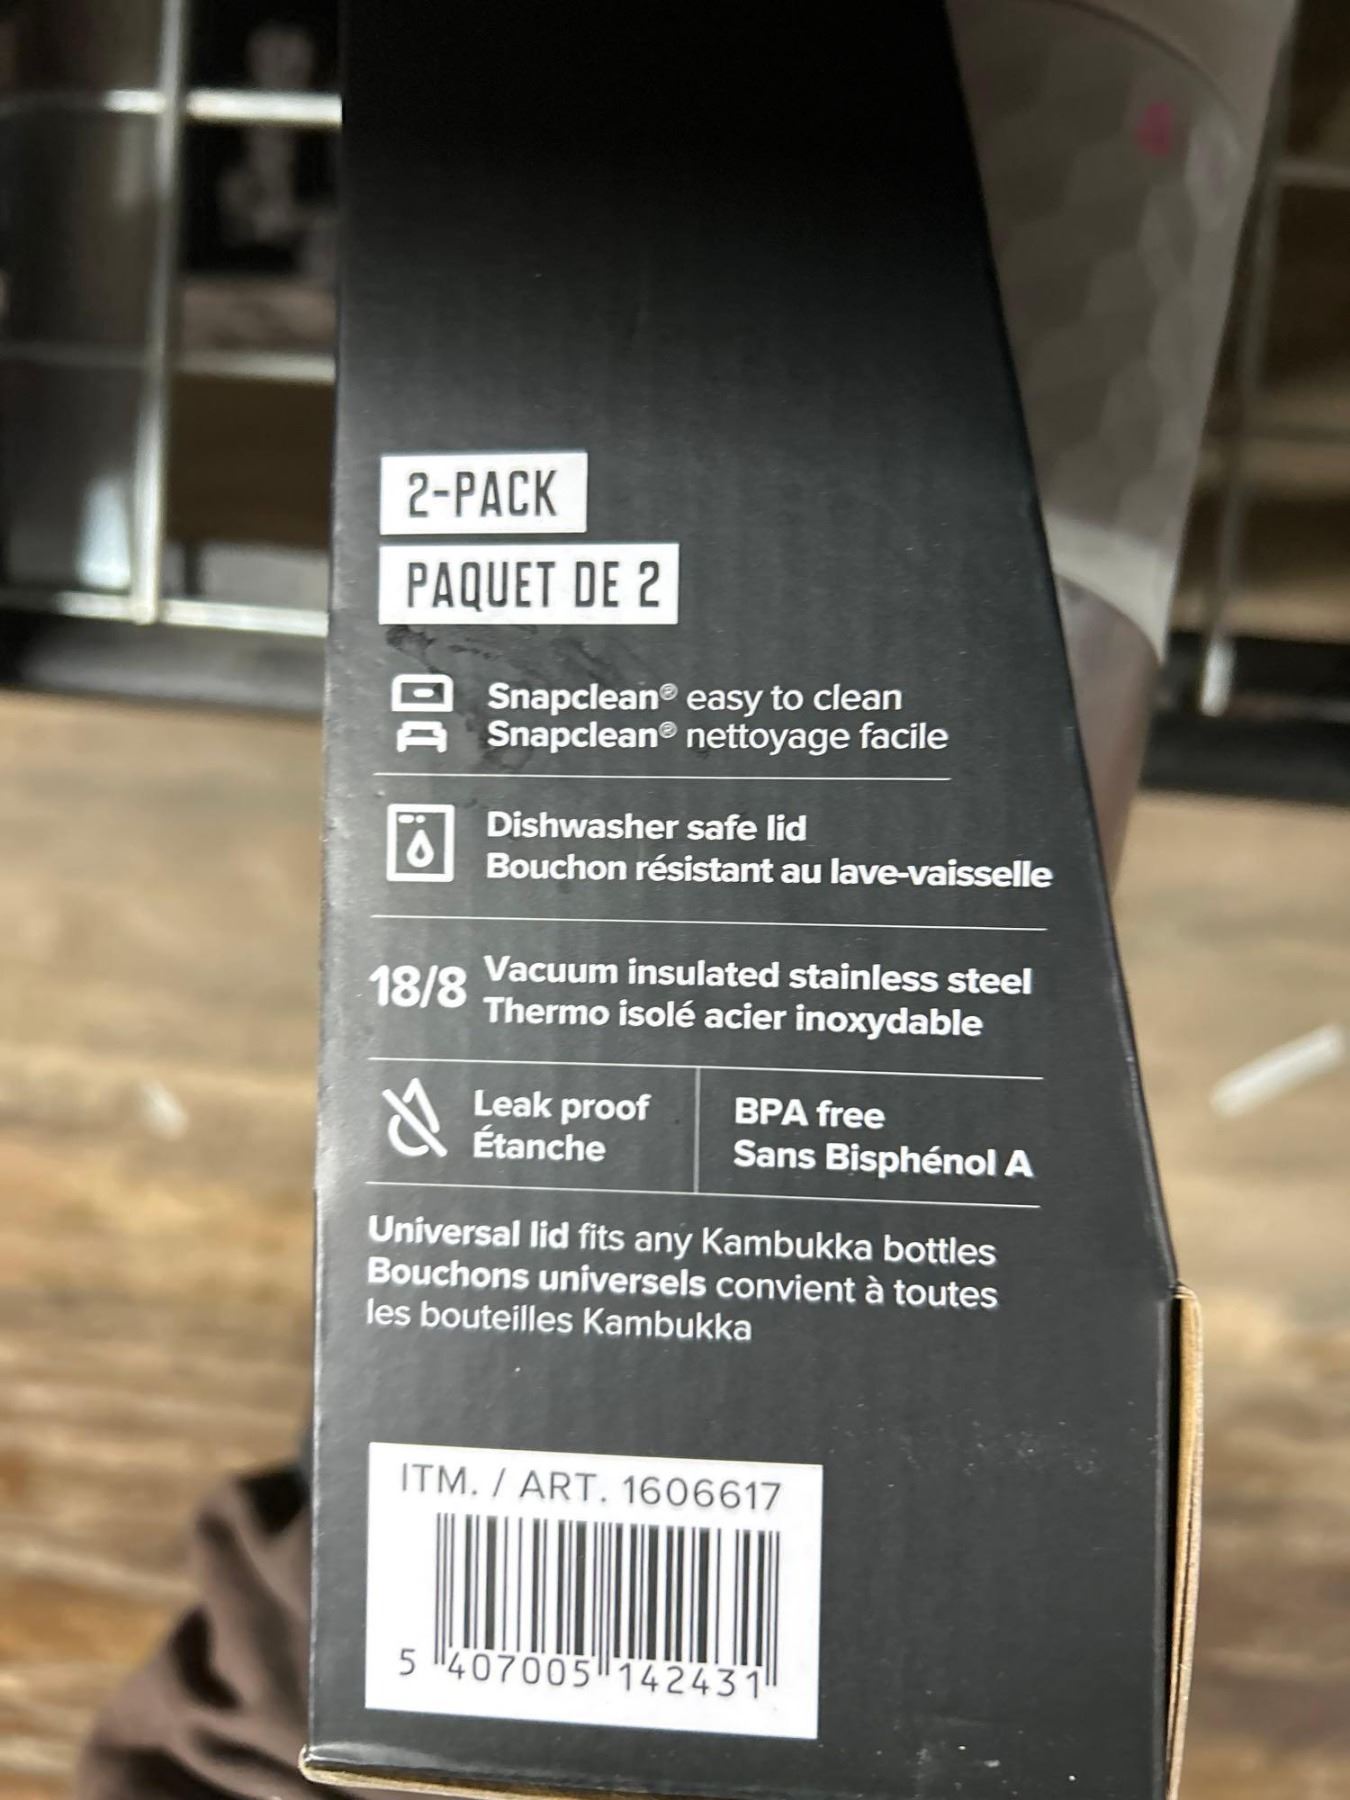 2-PACK
PAQUET DE 2
Snapclean® easy to clean
Snapclean® nettoyage facile
Dishwasher safe lid
Bouchon résistant au lave-vaisselle
18/8
Vacuum insulated stainless steel
Thermo isolé acier inoxydable
Leak proof
Étanche
BPA free
Sans Bisphénol A
Universal lid fits any Kambukka bottles
Bouchons universels convient à toutes
les bouteilles Kambukka
ITM. / ART. 1606617
5 407005 142431